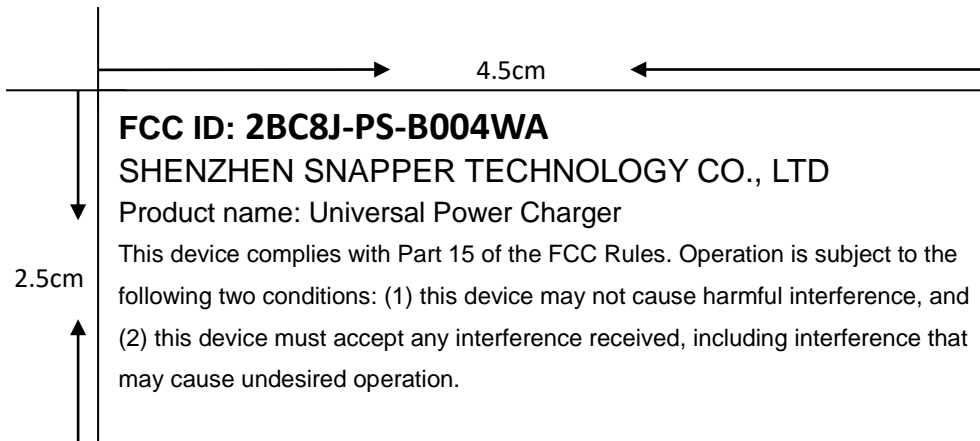 4.5cm
FCC ID: 2BC8J-PS-B004WA
SHENZHEN SNAPPER TECHNOLOGY CO., LTD
Product name: Universal Power Charger
This device complies with Part 15 of the FCC Rules. Operation is subject to the
2.5cm
following two conditions: (1) this device may not cause harmful interference, and
(2) this device must accept any interference received, including interference that
may cause undesired operation.